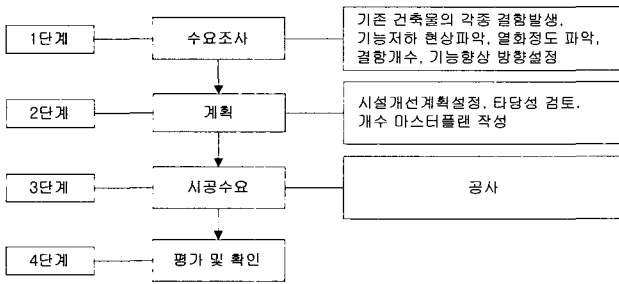 1단계
수요조사
기존 건축물의 각종 결함발생,
기능저하 현상파악, 열화정도 파악,
결함개수, 기능향상 방향설정
2단계
계획
시설개선계획설정, 타당성 검토,
개수 마스터플랜 작성
3단계
시공수요
공사
4단계
평가 및 확인